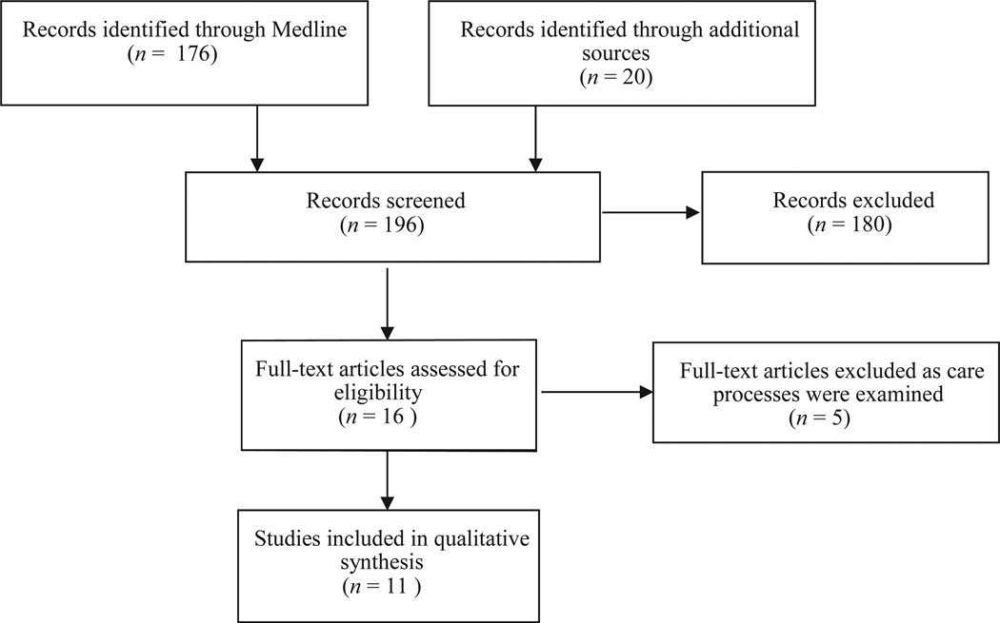 Records identified through Medline
(n = 176)
Records identified through additional
sources
(n = 20)
Records screened
(n = 196)
Records excluded
(n = 180)
Full-text articles assessed for
eligibility
(n = 16 )
Full-text articles excluded as care
processes were examined
(n = 5)
Studies included in qualitative
synthesis
(n = 11 )